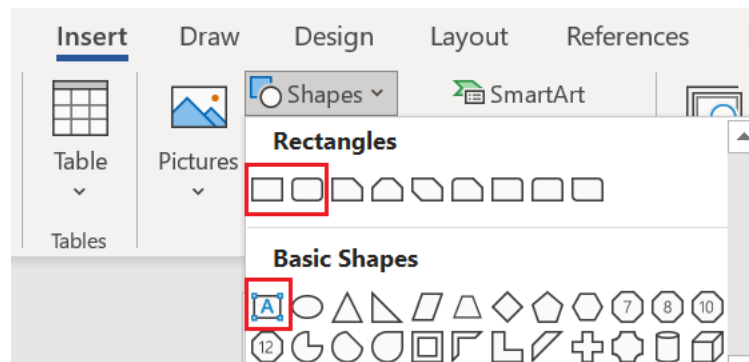 Insert Draw Design Layout References
Shapes SmartArt
Rectangles
Table Pictures
Tables
Basic Shapes
A 7 8 10
12